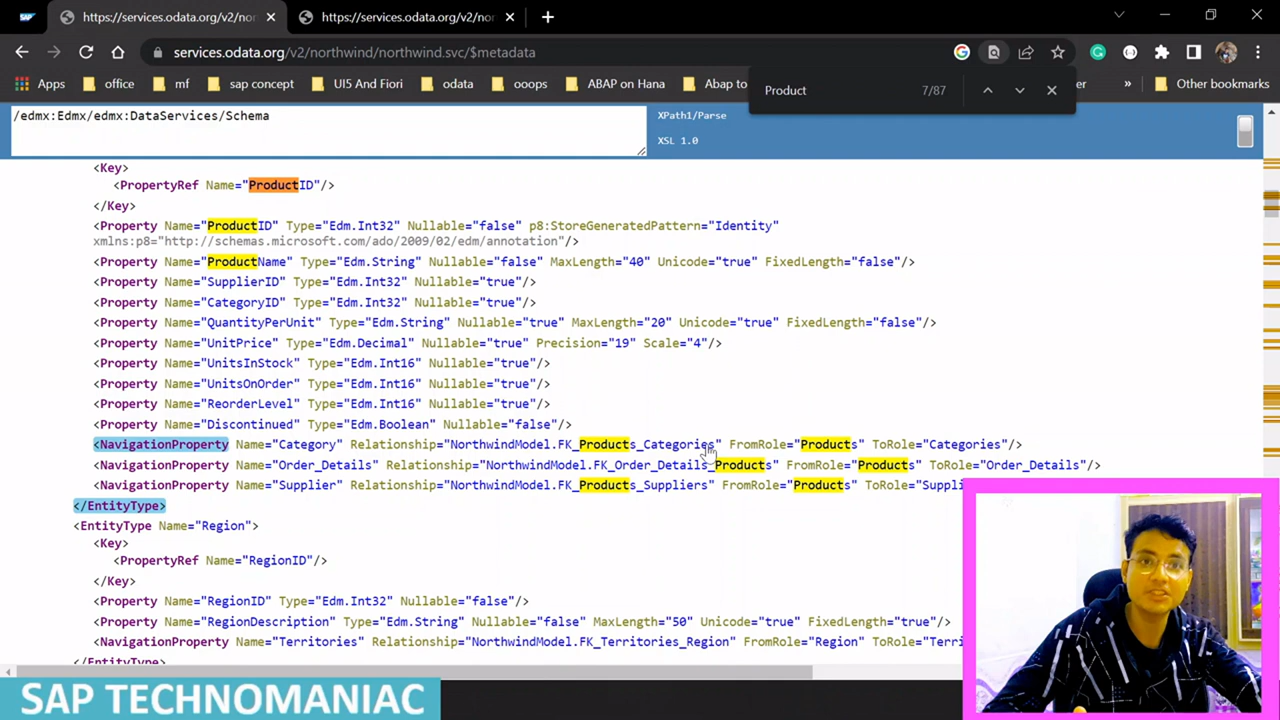 https://services.odata.org/v2/nor
https://services.odata.org/v2/nor
services.odata.org/v2/northwind/northwind.svc/$metadata
Apps
office
mf
sap concept
UI5 And Fiori
odata
ooops
ABAP on Hana
Abap to
er
»
Other bookmarks
Product
7/87
/edmx:Edmx/edmx:DataServices/Schema
XPath1/Parse
XSL 1.0
<Key>
<PropertyRef Name="ProductID"/>
</Key>
<Property Name="ProductID" Type="Edm.Int32" Nullable="false" p8:StoreGeneratedPattern="Identity"
xmlns:p8="http://schemas.microsoft.com/ado/2009/02/edm/annotation"/>
<Property Name="ProductName" Type="Edm.String" Nullable="false" MaxLength="40" Unicode="true" FixedLength="false"/>
<Property Name="SupplierID" Type="Edm.Int32" Nullable="true"/>
<Property Name="CategoryID" Type="Edm.Int32" Nullable="true"/>
<Property Name="QuantityPerUnit" Type="Edm.String" Nullable="true" MaxLength="20" Unicode="true" FixedLength="false"/>
<Property Name="UnitPrice" Type="Edm.Decimal" Nullable="true" Precision="19" Scale="4"/>
<Property Name="UnitsInStock" Type="Edm.Int16" Nullable="true"/>
<Property Name="UnitsOnOrder" Type="Edm.Int16" Nullable="true"/>
<Property Name="ReorderLevel" Type="Edm.Int16" Nullable="true"/>
<Property Name="Discontinued" Type="Edm.Boolean" Nullable="false"/>
<NavigationProperty Name="Category" Relationship="NorthwindModel.FK_Products_Categories" FromRole="Products" ToRole="Categories"/>
<NavigationProperty Name="Order_Details" Relationship="NorthwindModel.FK_Order_Details_Products" FromRole="Products" ToRole="Order_Details"/>
<NavigationProperty Name="Supplier" Relationship="NorthwindModel.FK_Products_Suppliers" FromRole="Products" ToRole="Suppli
</EntityType>
<EntityType Name="Region">
<Key>
<PropertyRef Name="RegionID"/>
</Key>
<Property Name="RegionID" Type="Edm.Int32" Nullable="false"/>
<Property Name="RegionDescription" Type="Edm.String" Nullable="false" MaxLength="50" Unicode="true" FixedLength="true"/>
<NavigationProperty Name="Territories" Relationship="NorthwindModel.FK_Territories_Region" FromRole="Region" ToRole="Terri
</EntityType>
SAP TECHNOMANIAC